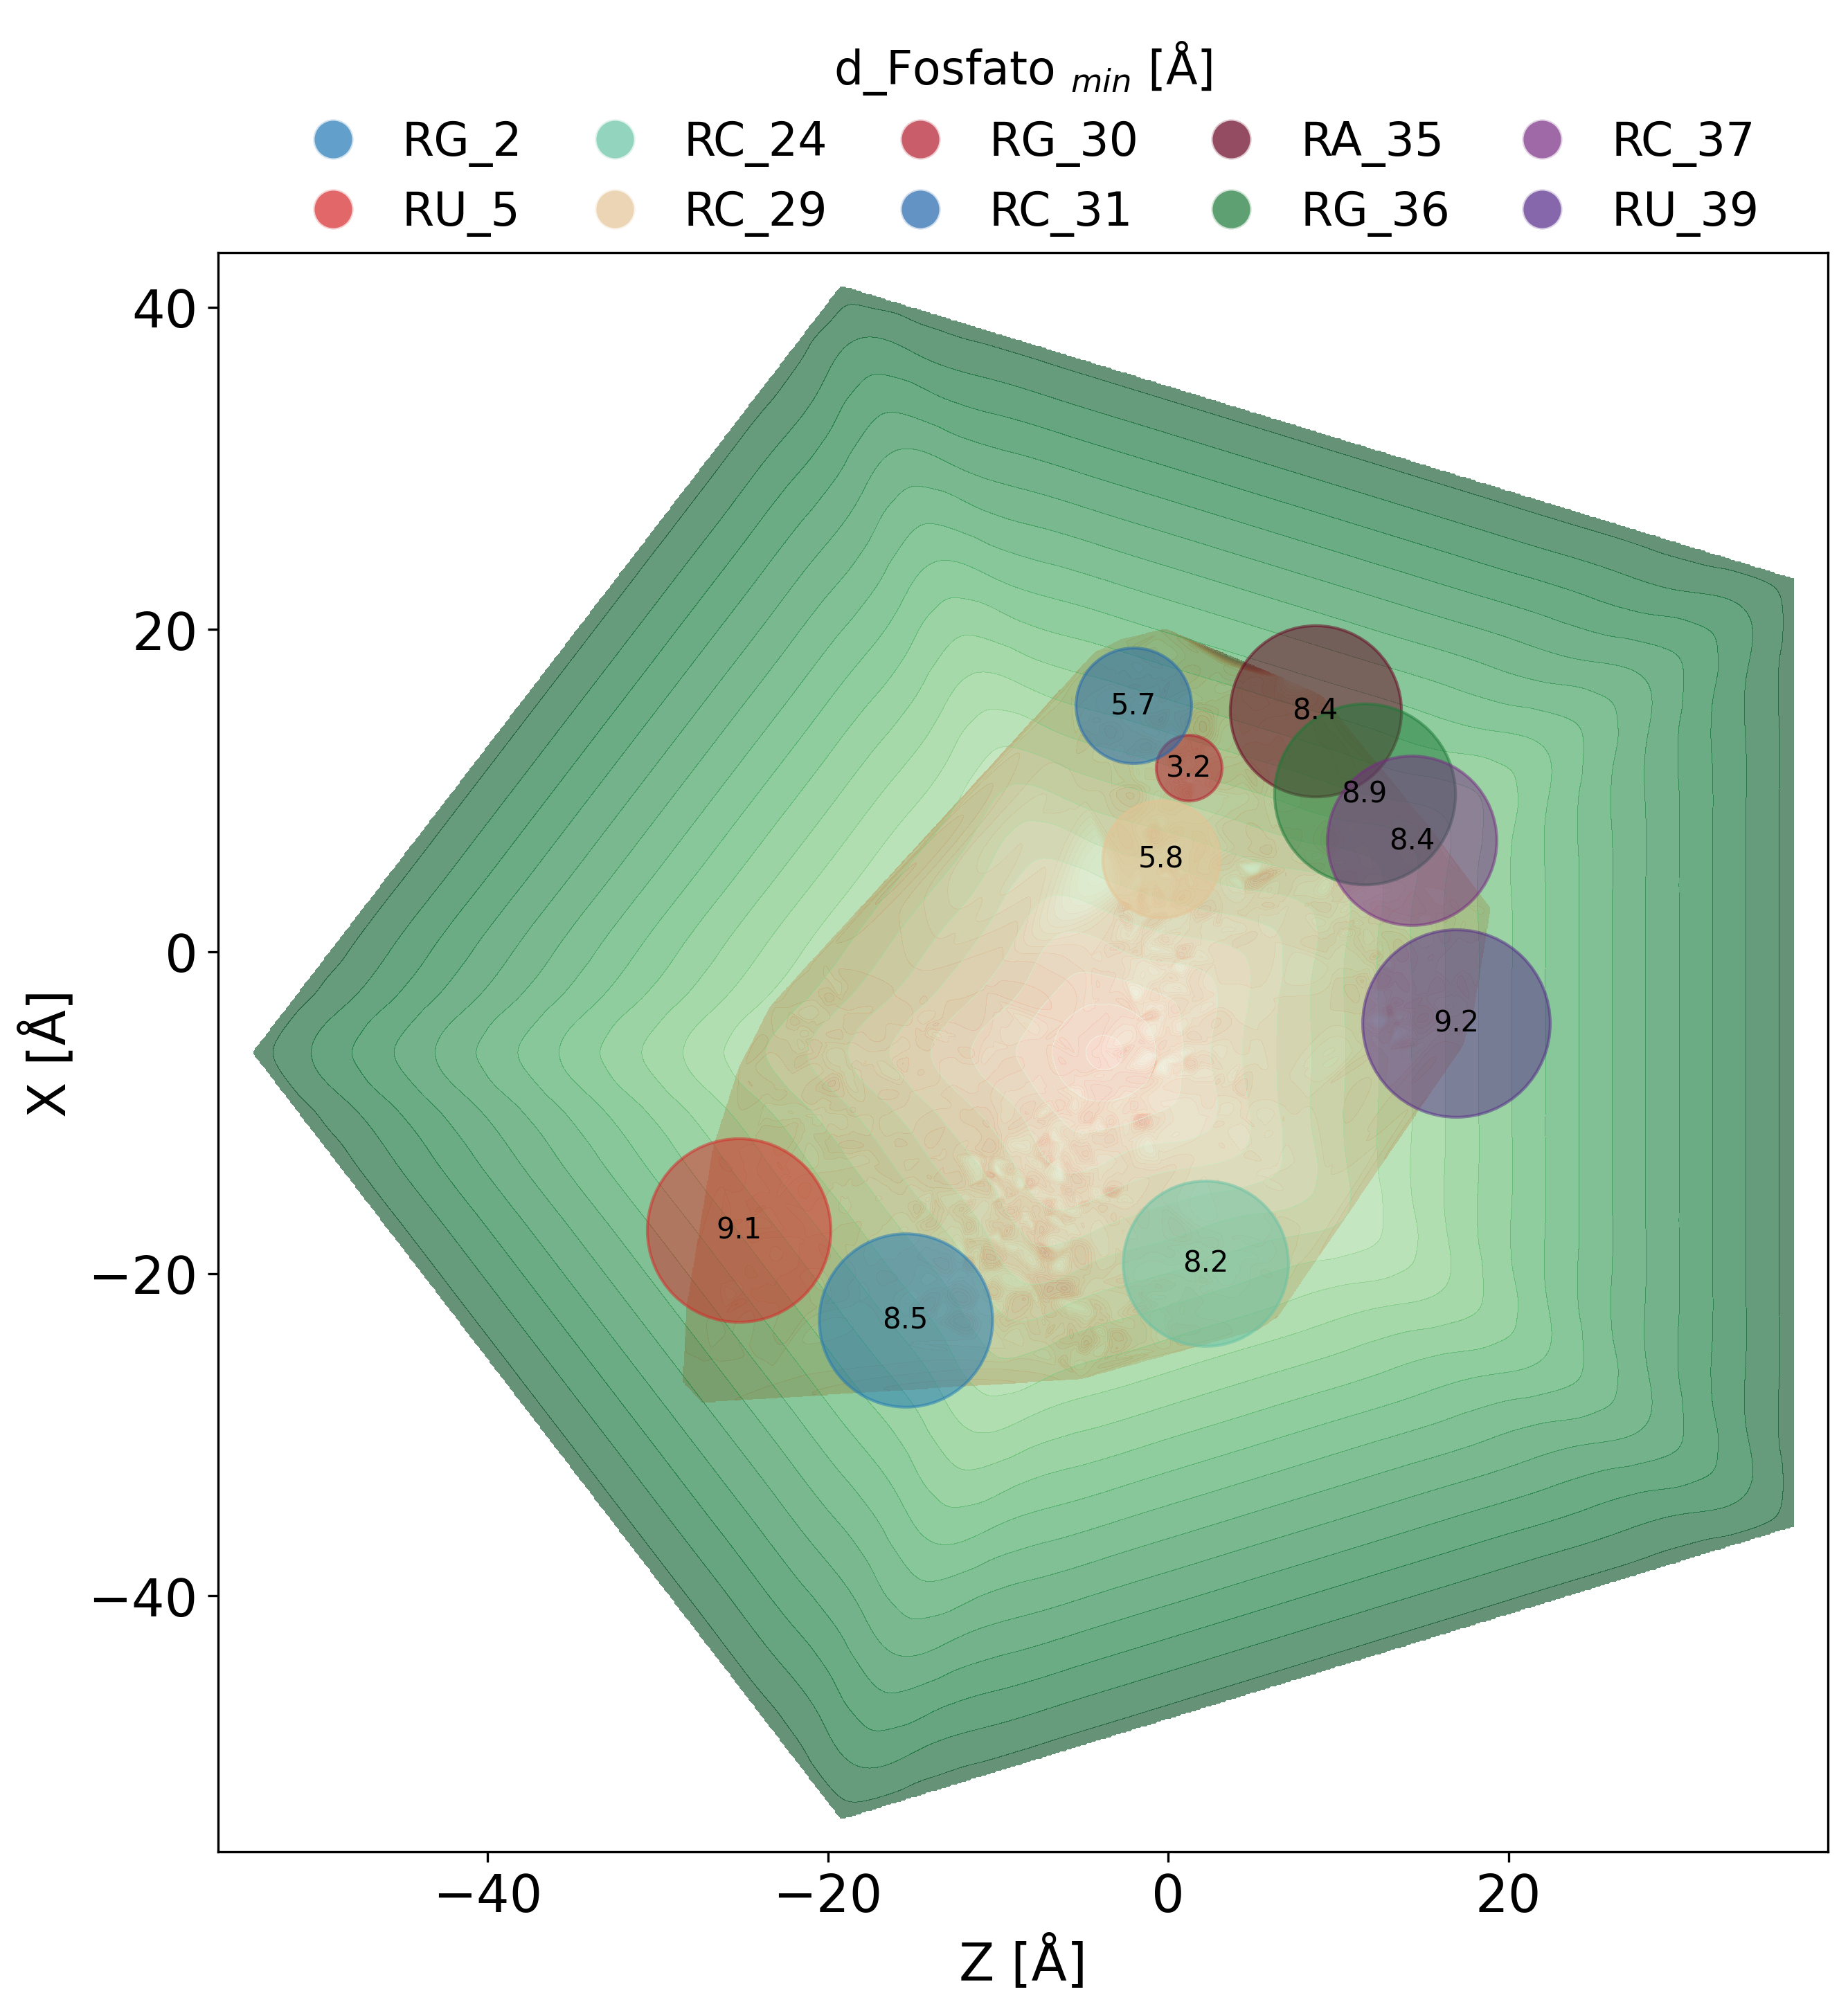 d_Fosfato min [Å]
RG_2 RC_24 RG_30 RA_35 RC_37
RU_5 RC_29 RC_31 RG_36 RU_39
40
20
0
−20
−40
X [Å]
5.7
8.4
3.2
8.9
8.4
5.8
9.2
9.1
8.2
8.5
−40 −20 0 20
Z [Å]